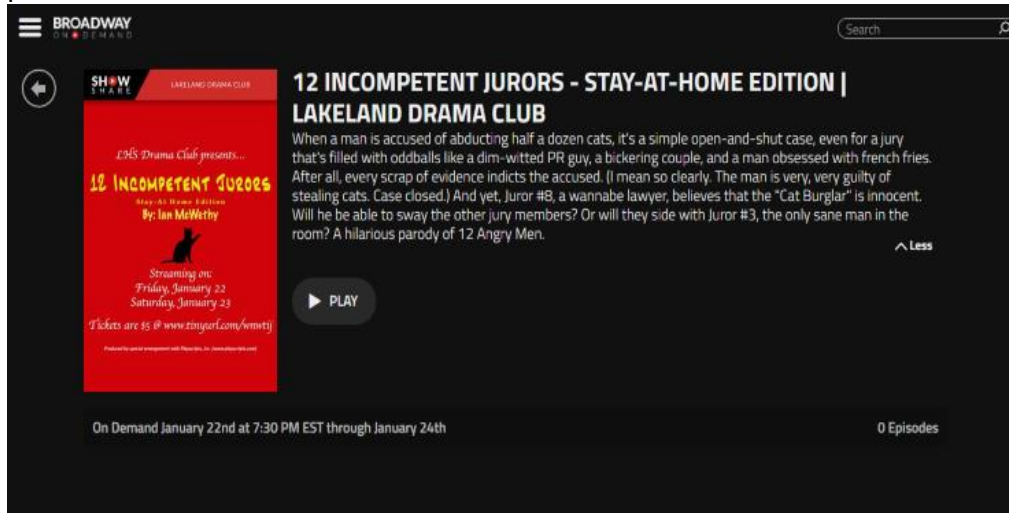 BROADWAY
ON DEMAND
Search
SHOW
SHARE
LAKELAND DRAMA CLUB
LHS Drama Club presents...
12 INCOMPETENT JURORS
Stay-At Home Edition
By: Ian McWethy
Streaming on:
Friday, January 22
Saturday, January 23
Tickets are $5 @ www.tinyurl.com/wmwtij
12 INCOMPETENT JURORS - STAY-AT-HOME EDITION |
LAKELAND DRAMA CLUB
When a man is accused of abducting half a dozen cats, it's a simple open-and-shut case, even for a jury
that's filled with oddballs like a dim-witted PR guy, a bickering couple, and a man obsessed with french fries.
After all, every scrap of evidence indicts the accused. (I mean so clearly. The man is very, very guilty of
stealing cats. Case closed.) And yet, Juror #8, a wannabe lawyer, believes that the "Cat Burglar" is innocent.
Will he be able to sway the other jury members? Or will they side with Juror #3, the only sane man in the
room? A hilarious parody of 12 Angry Men.
Less
PLAY
On Demand January 22nd at 7:30 PM EST through January 24th
0 Episodes